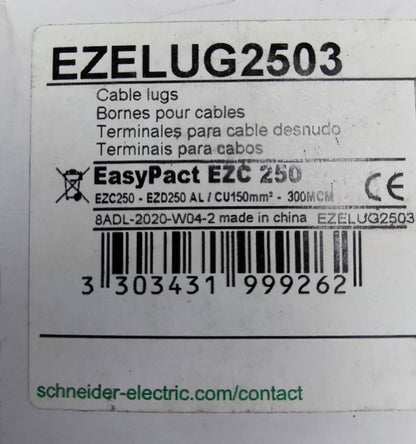 EZELUG2503
Cable lugs
Bornes pour cables
Terminales para cable desnudo
Terminais para cabos
EasyPact EZC 250
EZC250 - EZD250 AL / CU150mm² - 300MCM
CE
8ADL-2020-W04-2 made in china EZELUG2503
3 303431 999262
schneider-electric.com/contact